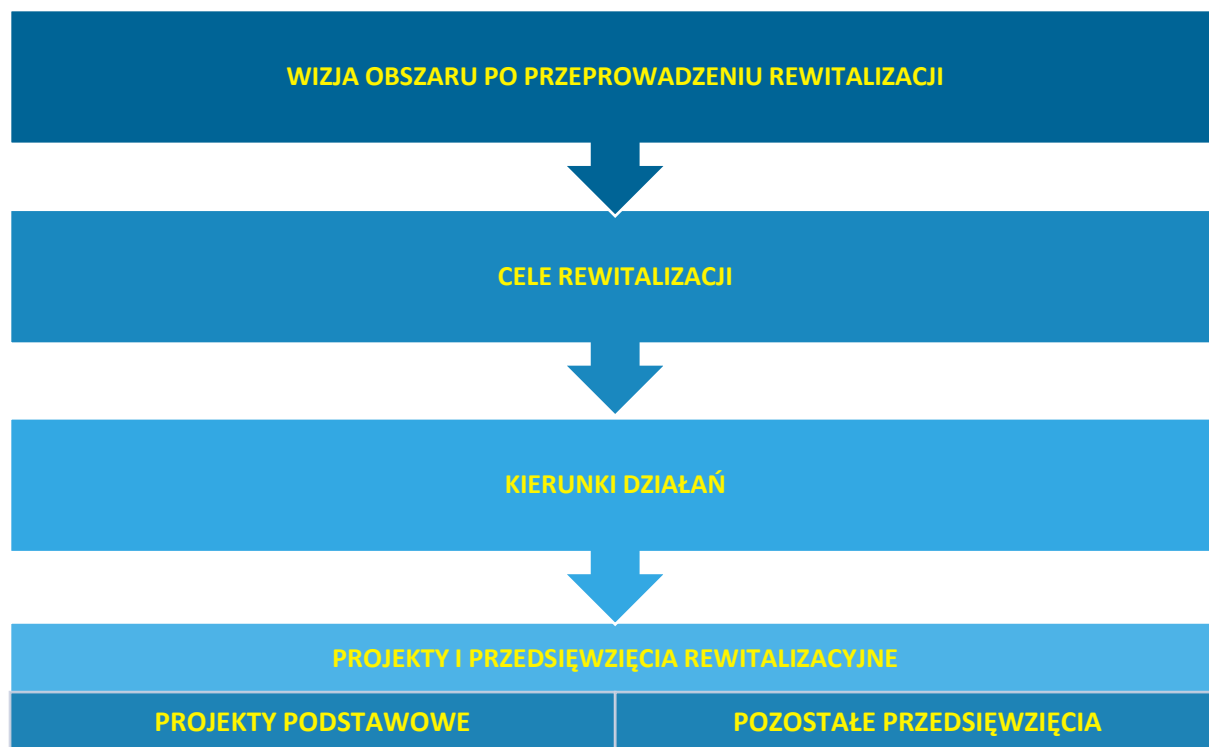 WIZJA OBSZARU PO PRZEPROWADZENIU REWITALIZACJI
CELE REWITALIZACJI
KIERUNKI DZIAŁAŃ
PROJEKTY I PRZEDSIĘWZIĘCIA REWITALIZACYJNE
PROJEKTY PODSTAWOWE
POZOSTAŁE PRZEDSIĘWZIĘCIA